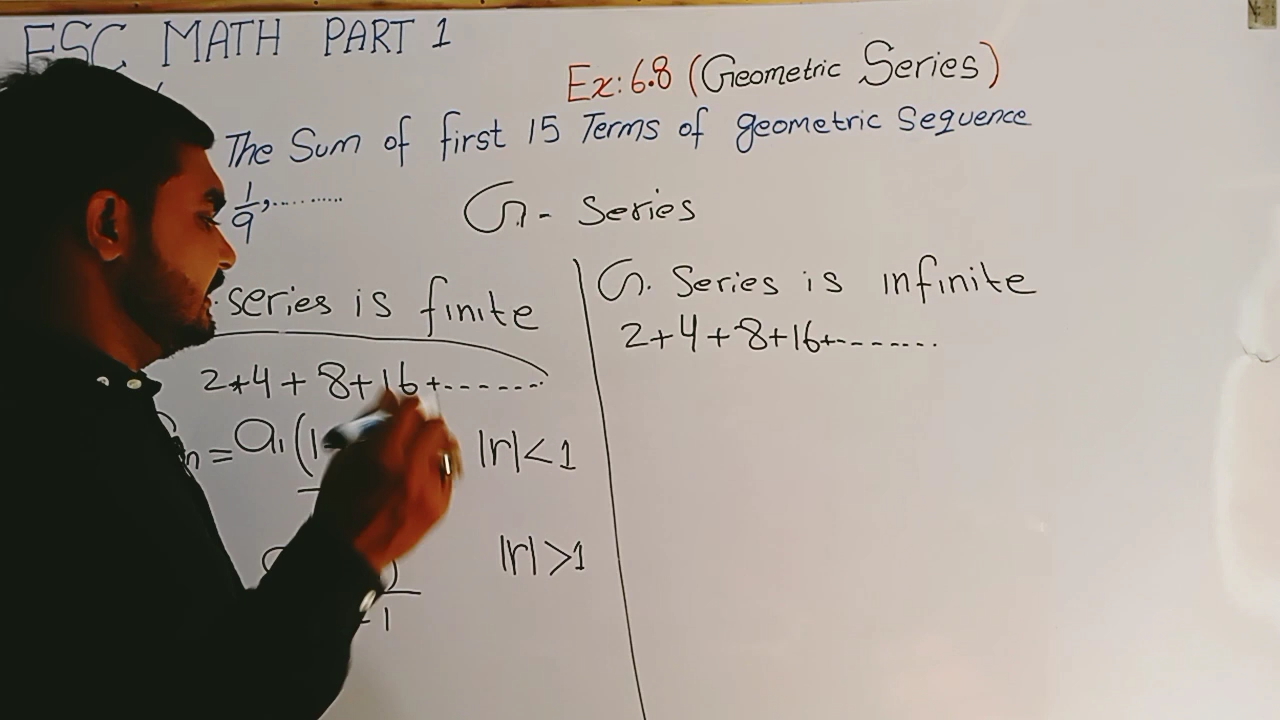 FSC MATH PART 1
Ex: 6.8 (Geometric Series)
The Sum of first 15 Terms of geometric Sequence
1/9, ..........
G. - Series
series is finite
2+4+8+16+.......
n = a1(1
|r|<1
|r|>1
-1
G. Series is infinite
2+4+8+16+.......